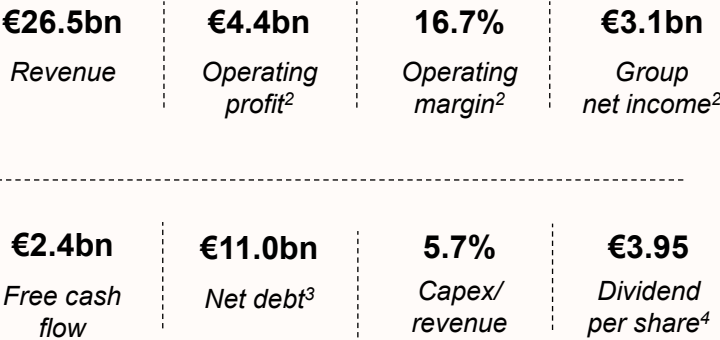 €26.5bn €4.4bn 16.7% €3.1bn
Revenue Operating Operating Group
profit2 margin2 net income2
€2.4bn €11.0bn 5.7% €3.95
Free cash Net debt3 Capex/ Dividend
flow revenue per share4